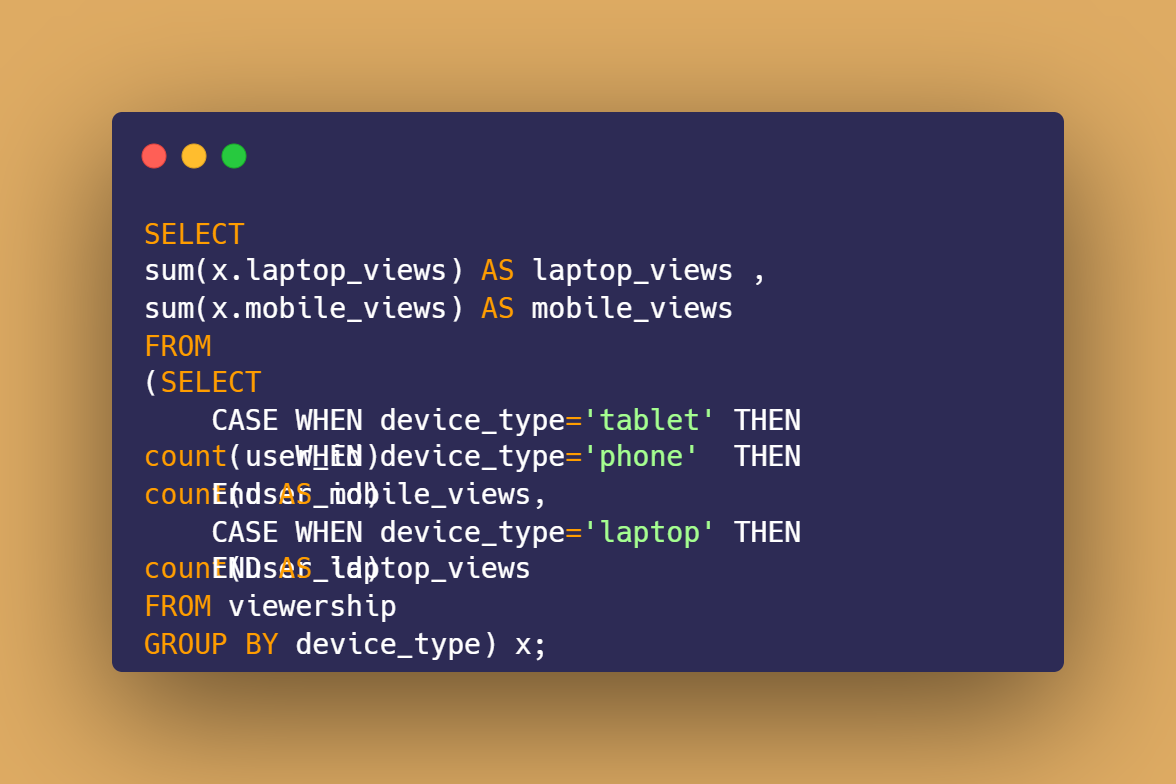 SELECT
sum(x.laptop_views) AS laptop_views ,
sum(x.mobile_views) AS mobile_views
FROM
(SELECT
    CASE WHEN device_type='tablet' THEN
count(user_id)
         WHEN device_type='phone'  THEN
count(user_id)
    End AS mobile_views,
    CASE WHEN device_type='laptop' THEN
count(user_id)
    END AS laptop_views
FROM viewership
GROUP BY device_type) x;